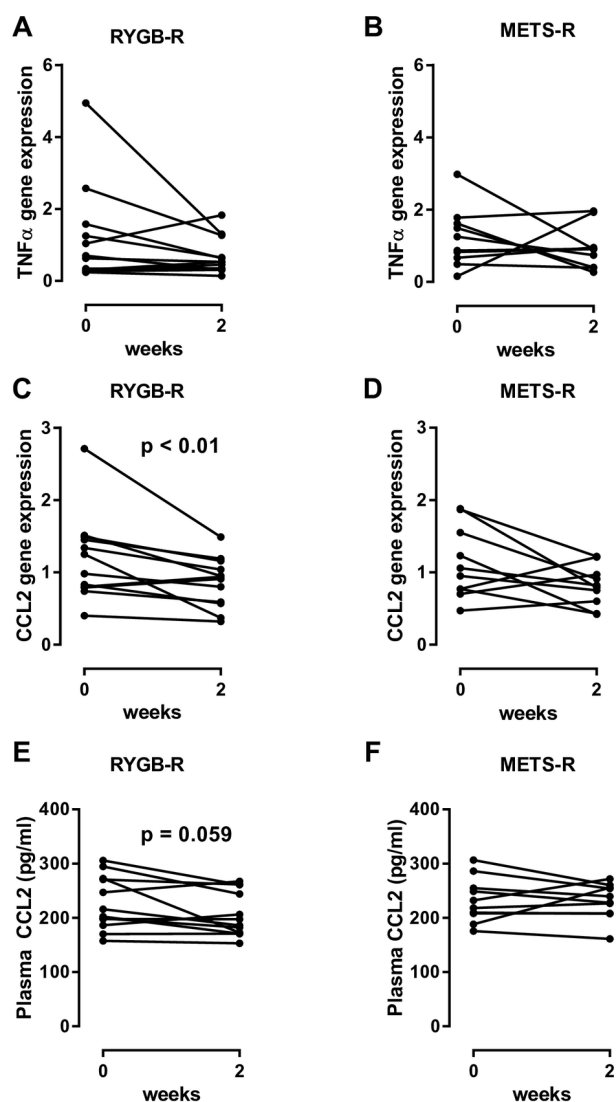 A
RYGB-R
TNFα gene expression
6
4
2
0
0 2
weeks
B
METS-R
TNFα gene expression
6
4
2
0
0 2
weeks
C
RYGB-R
p < 0.01
CCL2 gene expression
3
2
1
0
0 2
weeks
D
METS-R
CCL2 gene expression
3
2
1
0
0 2
weeks
E
RYGB-R
p = 0.059
Plasma CCL2 (pg/ml)
400
300
200
100
0
0 2
weeks
F
METS-R
Plasma CCL2 (pg/ml)
400
300
200
100
0
0 2
weeks